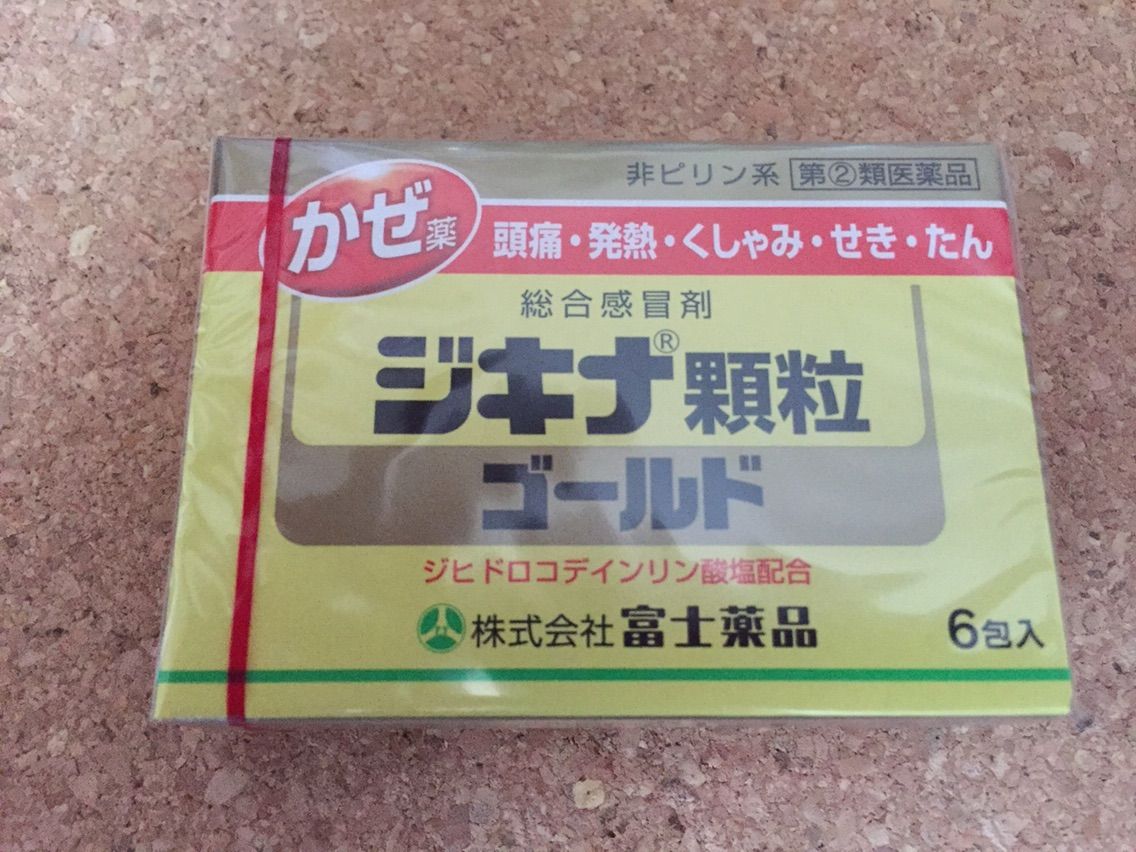 非ピリン系 指②類医薬品
かぜ薬
頭痛・発熱・くしゃみ・せき・たん
総合感冒剤
ジキナ®顆粒
ゴールド
ジヒドロコデインリン酸塩配合
株式会社 富士薬品
6包入